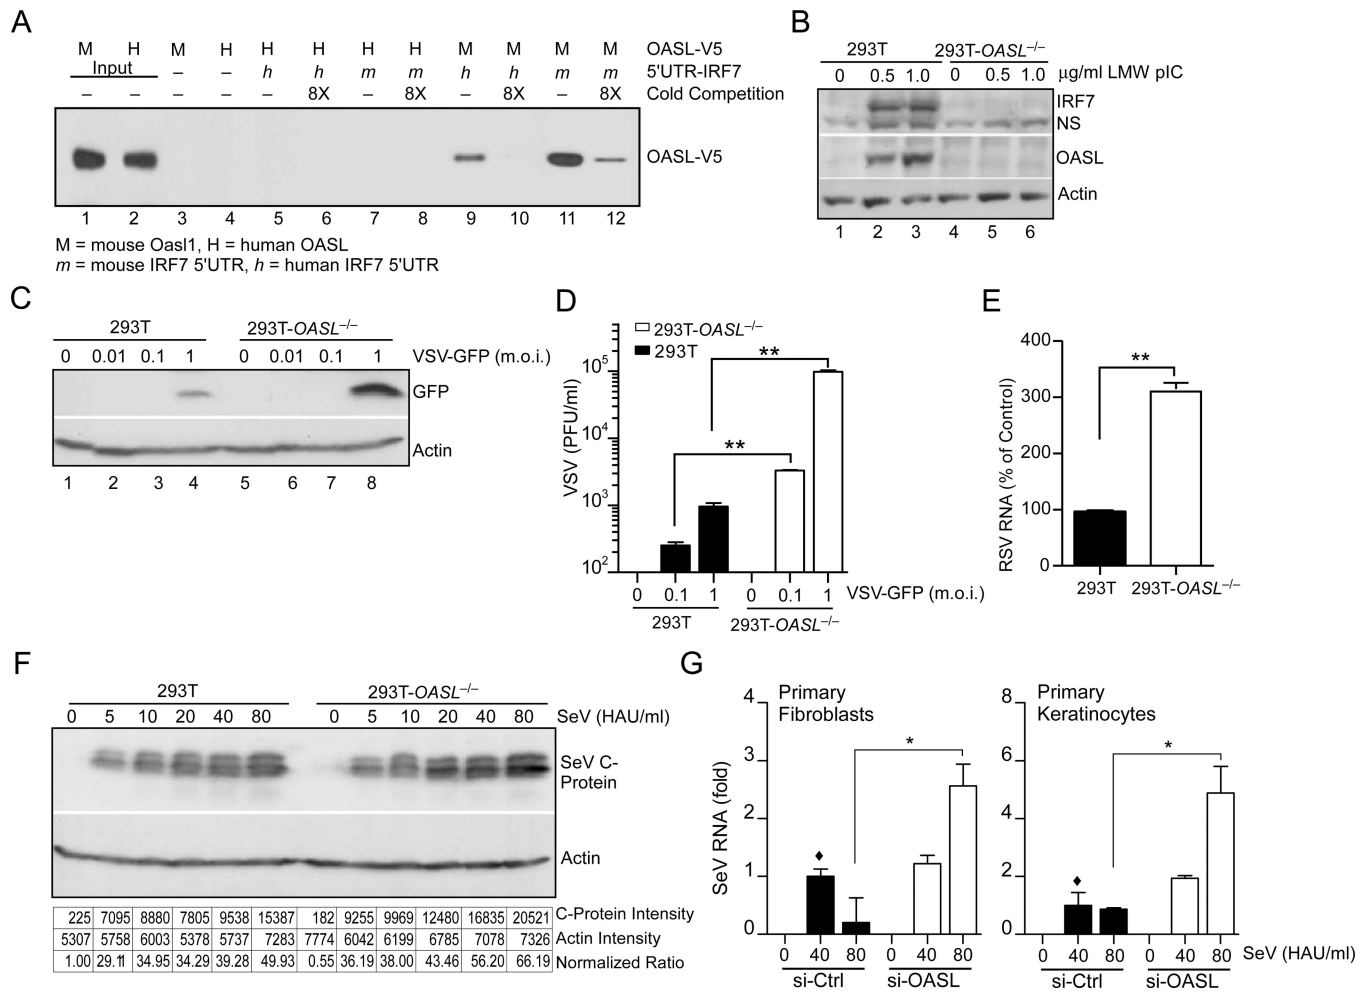 A
M H M H H H H H M M M M OASL-V5
Input – – h h m m h h m m 5'UTR-IRF7
– – – – – 8X – 8X – 8X – 8X Cold Competition
OASL-V5
1 2 3 4 5 6 7 8 9 10 11 12
M = mouse Oasl1, H = human OASL
m = mouse IRF7 5'UTR, h = human IRF7 5'UTR
B
293T 293T-OASL–/–
0 0.5 1.0 0 0.5 1.0 μg/ml LMW pIC
IRF7
NS
OASL
Actin
1 2 3 4 5 6
C
293T 293T-OASL–/–
0 0.01 0.1 1 0 0.01 0.1 1 VSV-GFP (m.o.i.)
GFP
Actin
1 2 3 4 5 6 7 8
D
293T-OASL–/–
293T
VSV (PFU/ml)
10^5
10^4
10^3
10^2
**
**
0 0.1 1 0 0.1 1 VSV-GFP (m.o.i.)
293T 293T-OASL–/–
E
RSV RNA (% of Control)
400
300
200
100
0
**
293T 293T-OASL–/–
F
293T 293T-OASL–/–
0 5 10 20 40 80 0 5 10 20 40 80 SeV (HAU/ml)
SeV C-
Protein
Actin
225 7095 8880 7805 9538 15387 182 9255 9969 12480 16835 20521 C-Protein Intensity
5307 5758 6003 5378 5737 7283 7774 6042 6199 6785 7078 7326 Actin Intensity
1.00 29.11 34.95 34.29 39.28 49.93 0.55 36.19 38.00 43.46 56.20 66.19 Normalized Ratio
G
Primary
Fibroblasts
SeV RNA (fold)
4
3
2
1
0
♦
*
0 40 80 0 40 80
si-Ctrl si-OASL
Primary
Keratinocytes
8
6
4
2
0
♦
*
0 40 80 0 40 80 SeV (HAU/ml)
si-Ctrl si-OASL